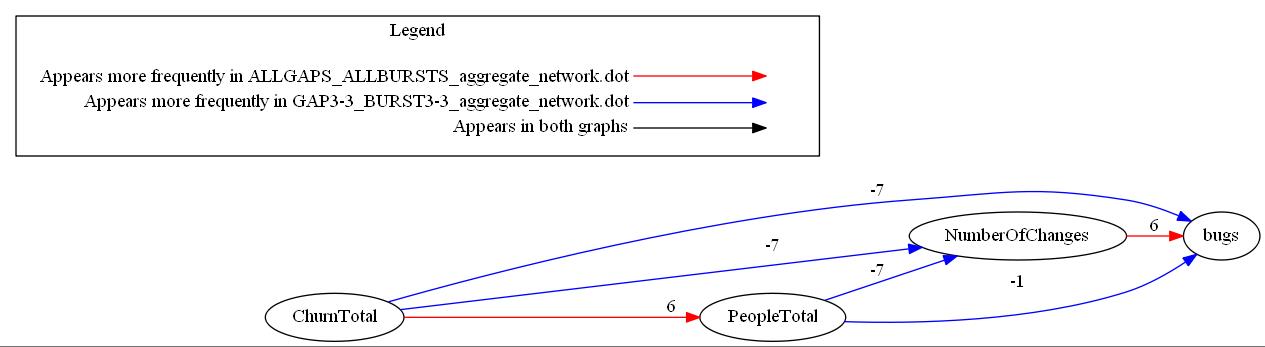 Legend
Appears more frequently in ALLGAPS_ALLBURSTS_aggregate_network.dot
Appears more frequently in GAP3-3_BURST3-3_aggregate_network.dot
Appears in both graphs
-7
NumberOfChanges
6
bugs
-7
-7
-1
ChurnTotal
6
PeopleTotal